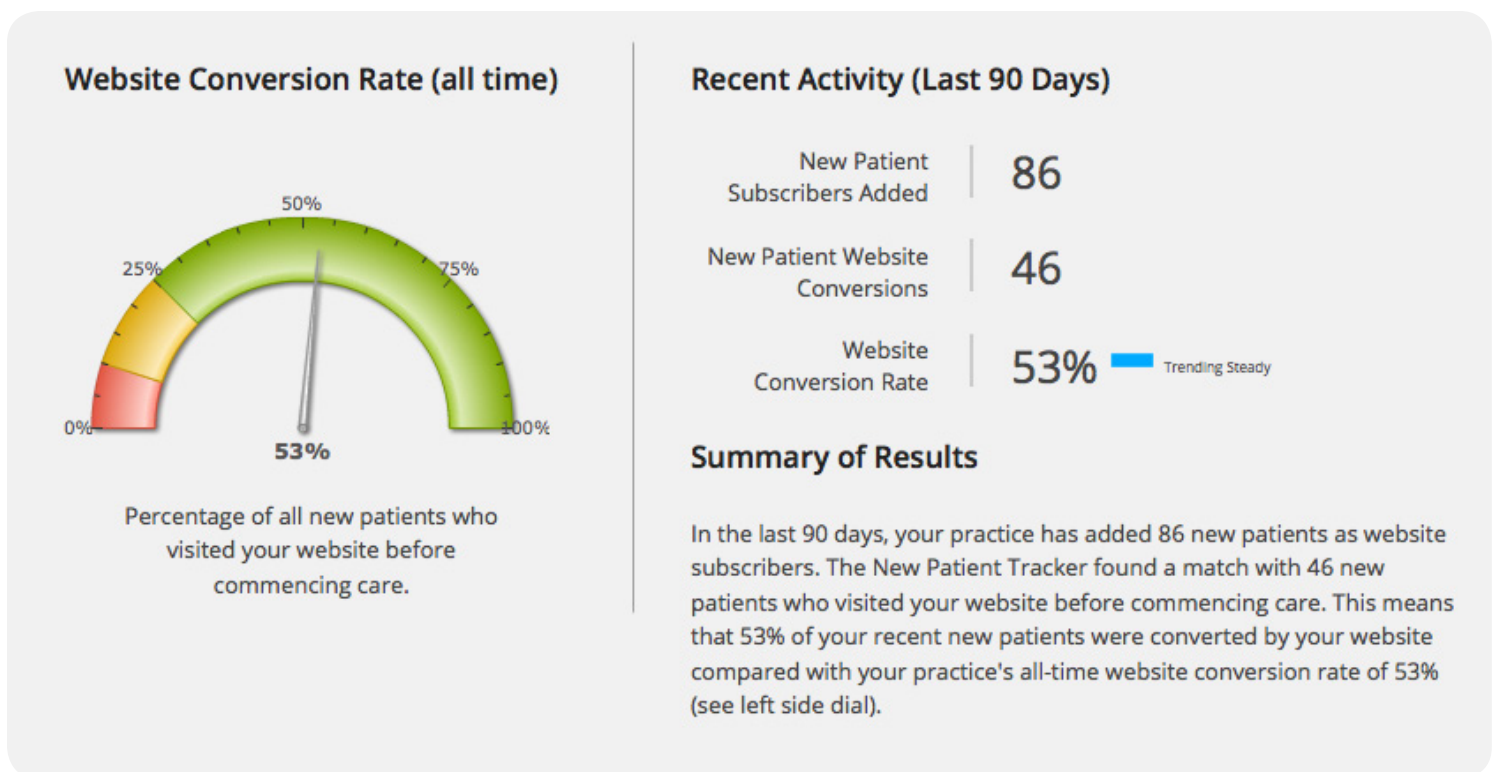 Website Conversion Rate (all time)
50%
25%
75%
0%
100%
53%
Percentage of all new patients who
visited your website before
commencing care.
Recent Activity (Last 90 Days)
New Patient
Subscribers Added
86
New Patient Website
Conversions
46
Website
Conversion Rate
53%
Trending Steady
Summary of Results
In the last 90 days, your practice has added 86 new patients as website
subscribers. The New Patient Tracker found a match with 46 new
patients who visited your website before commencing care. This means
that 53% of your recent new patients were converted by your website
compared with your practice's all-time website conversion rate of 53%
(see left side dial).